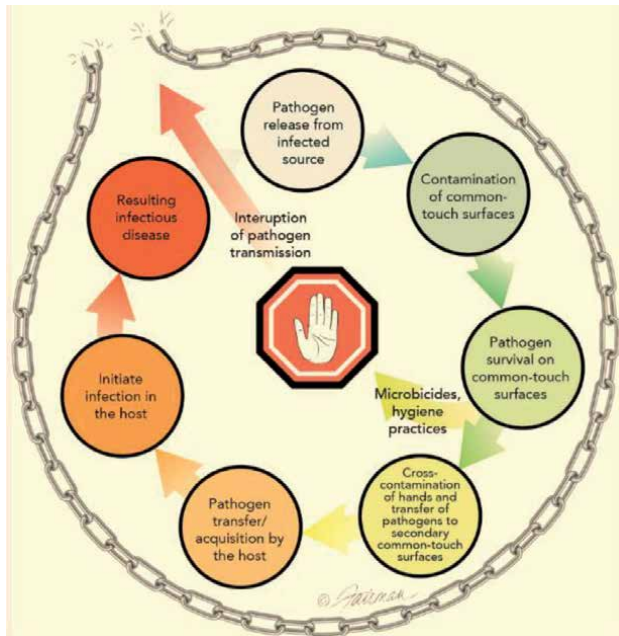 Pathogen
release from
infected
source
Contamination
of common-
touch surfaces
Pathogen
survival on
common-touch
surfaces
Microbicides,
hygiene
practices
Cross-
contamination
of hands and
transfer of
pathogens to
secondary
common-touch
surfaces
Pathogen
transfer/
acquisition by
the host
Initiate
infection in
the host
Resulting
infectious
disease
Interuption
of pathogen
transmission